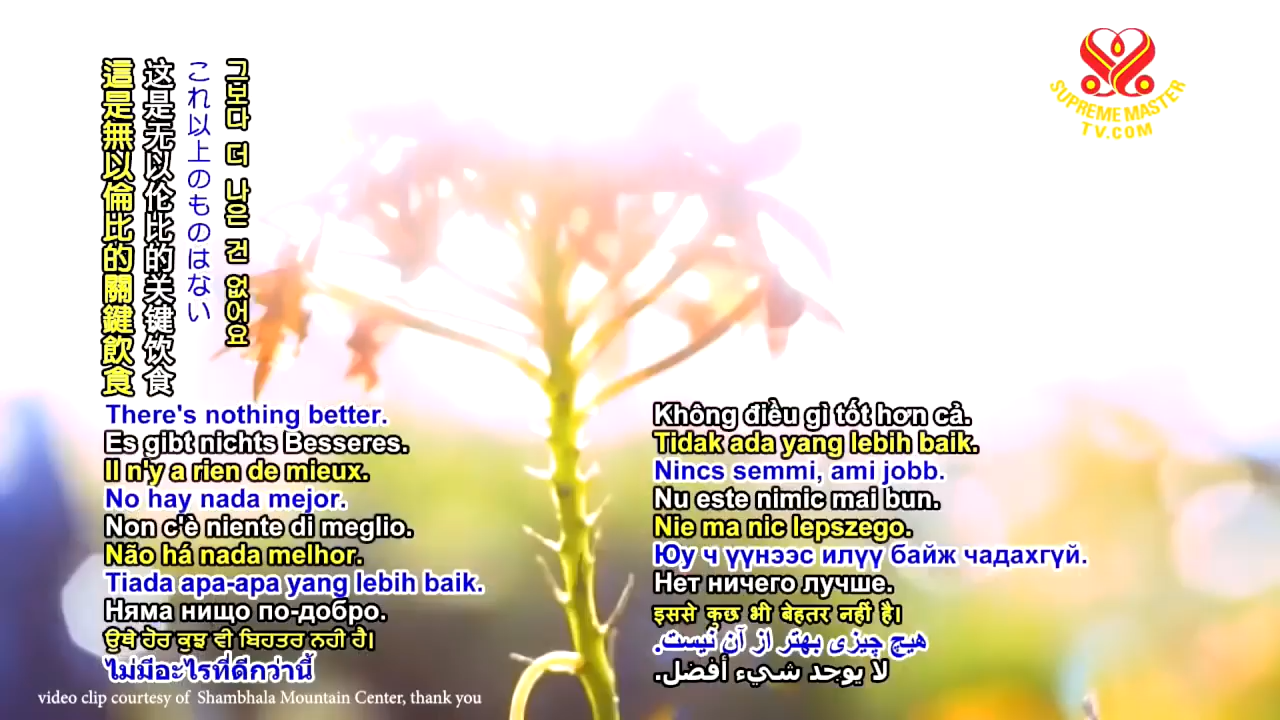 這是無以倫比的關鍵飲食
这是无以伦比的关键饮食
これ以上のものはない
그보다 더 나은 건 없어요
SUPREME MASTER
TV.COM
There's nothing better.
Es gibt nichts Besseres.
Il n'y a rien de mieux.
No hay nada mejor.
Non c'è niente di meglio.
Não há nada melhor.
Tiada apa-apa yang lebih baik.
Няма нищо по-добро.
ਉਥੇ ਹੋਰ ਕੁਝ ਵੀ ਬਿਹਤਰ ਨਹੀ ਹੈ।
ไม่มีอะไรที่ดีกว่านี้
Không điều gì tốt hơn cả.
Tidak ada yang lebih baik.
Nincs semmi, ami jobb.
Nu este nimic mai bun.
Nie ma nic lepszego.
Юу ч үүнээс илүү байж чадахгүй.
Нет ничего лучше.
इससे कुछ भी बेहतर नहीं है।
هیچ چیزی بهتر از آن نیست.
لا يوجد شيء أفضل.
video clip courtesy of Shambhala Mountain Center, thank you